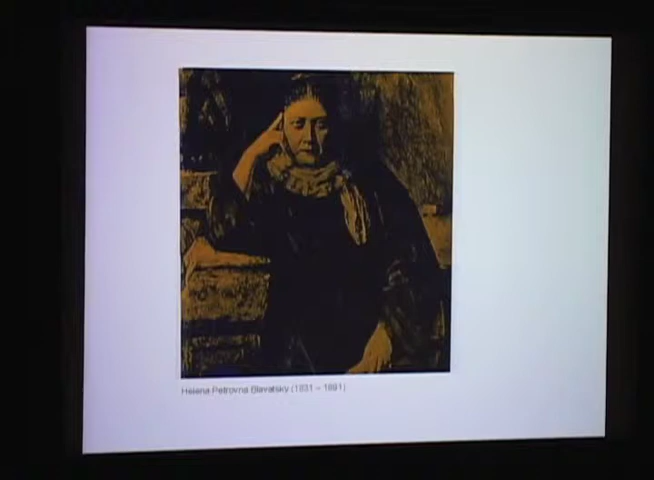 Helena Petrovna Blavatsky (1831 – 1891)